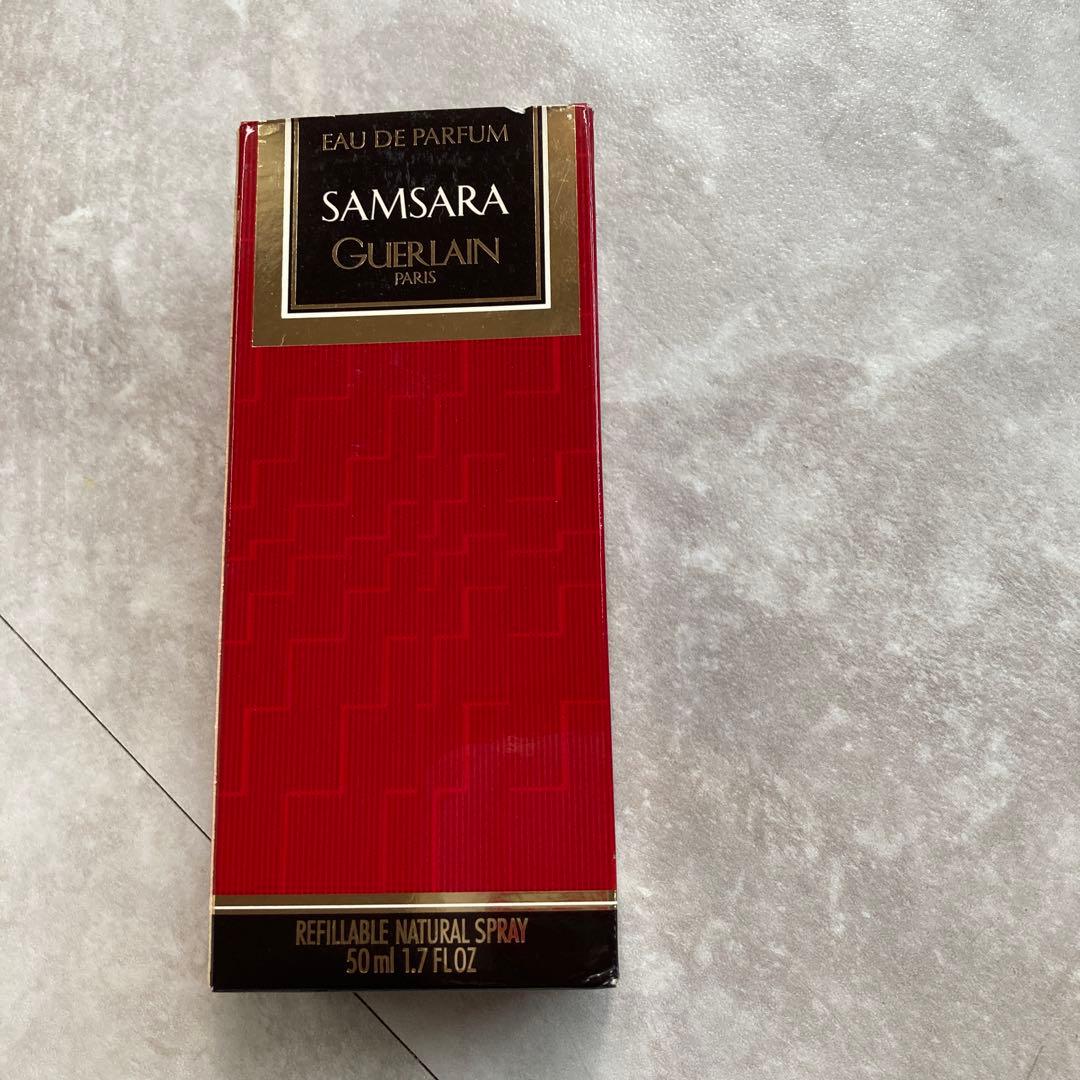 EAU DE PARFUM
SAMSARA
GUERLAIN
PARIS
REFILLABLE NATURAL SPRAY
50 ml 1.7 FL OZ